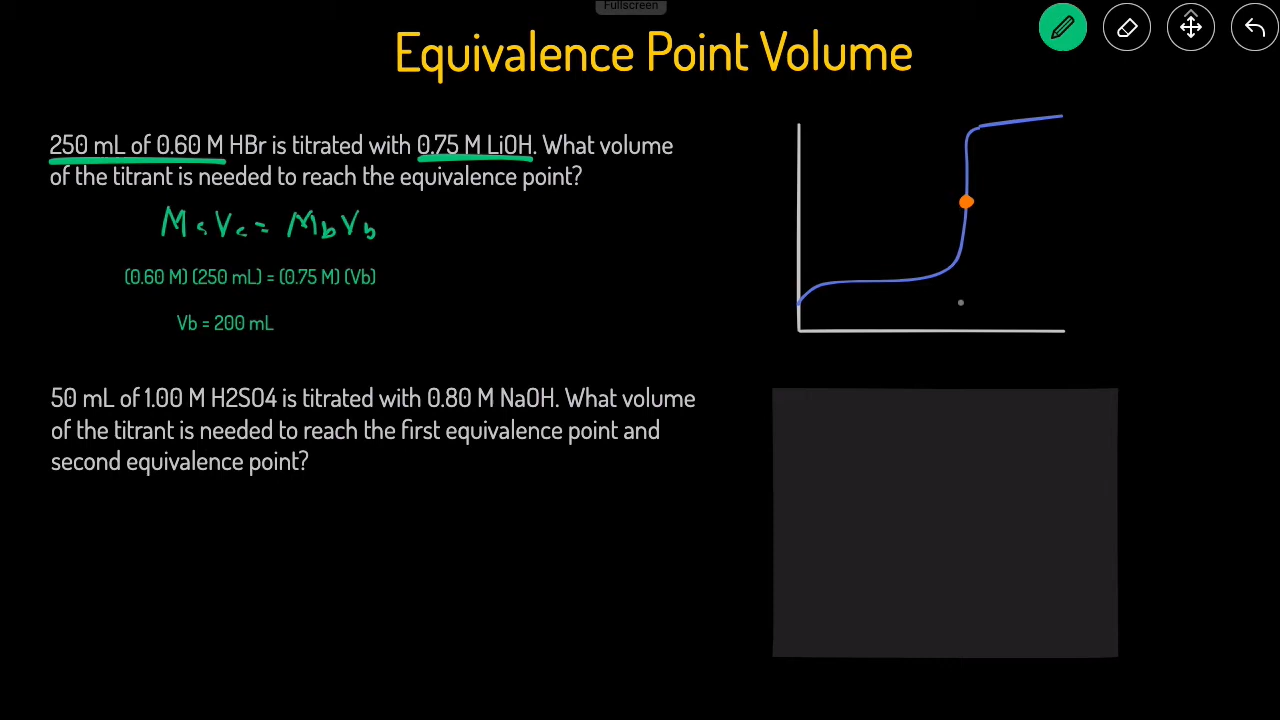 Fullscreen
Equivalence Point Volume
250 mL of 0.60 M HBr is titrated with 0.75 M LiOH. What volume
of the titrant is needed to reach the equivalence point?
MaVa = MbVb
(0.60 M) (250 mL) = (0.75 M) (Vb)
Vb = 200 mL
50 mL of 1.00 M H2SO4 is titrated with 0.80 M NaOH. What volume
of the titrant is needed to reach the first equivalence point and
second equivalence point?